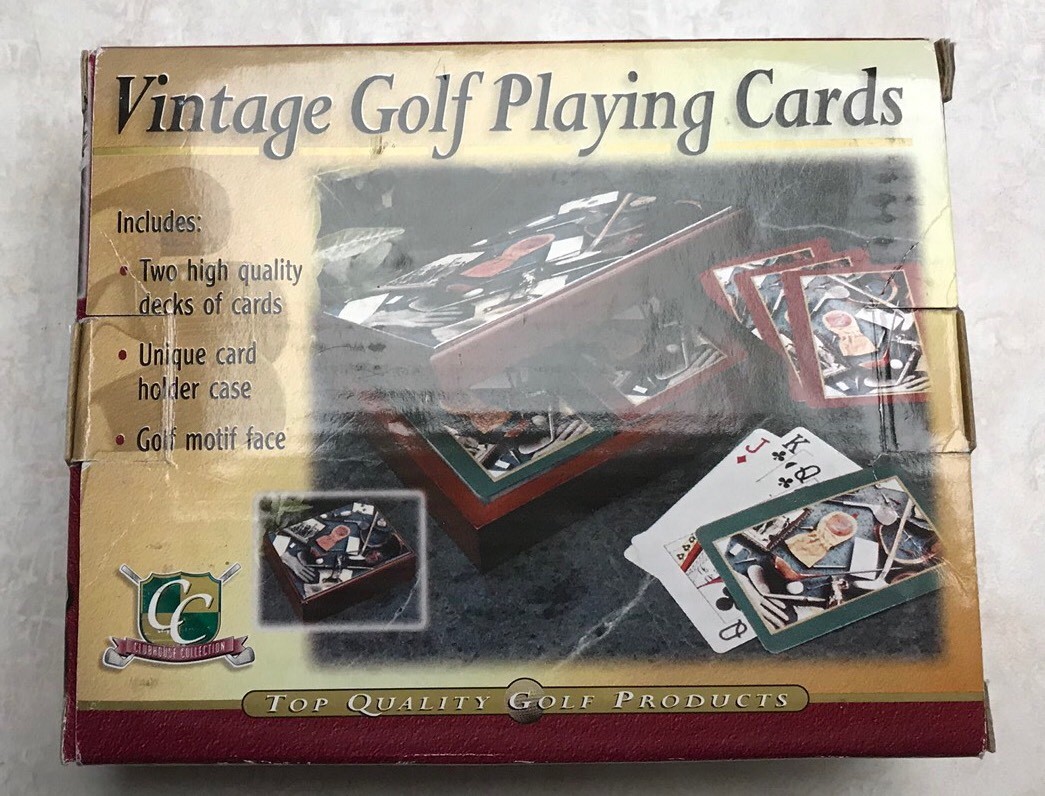 Vintage Golf Playing Cards
Includes:
• Two high quality
decks of cards
• Unique card
holder case
• Golf motif face
J
K
Q
Q
CC
CLUBHOUSE COLLECTION
TOP QUALITY GOLF PRODUCTS